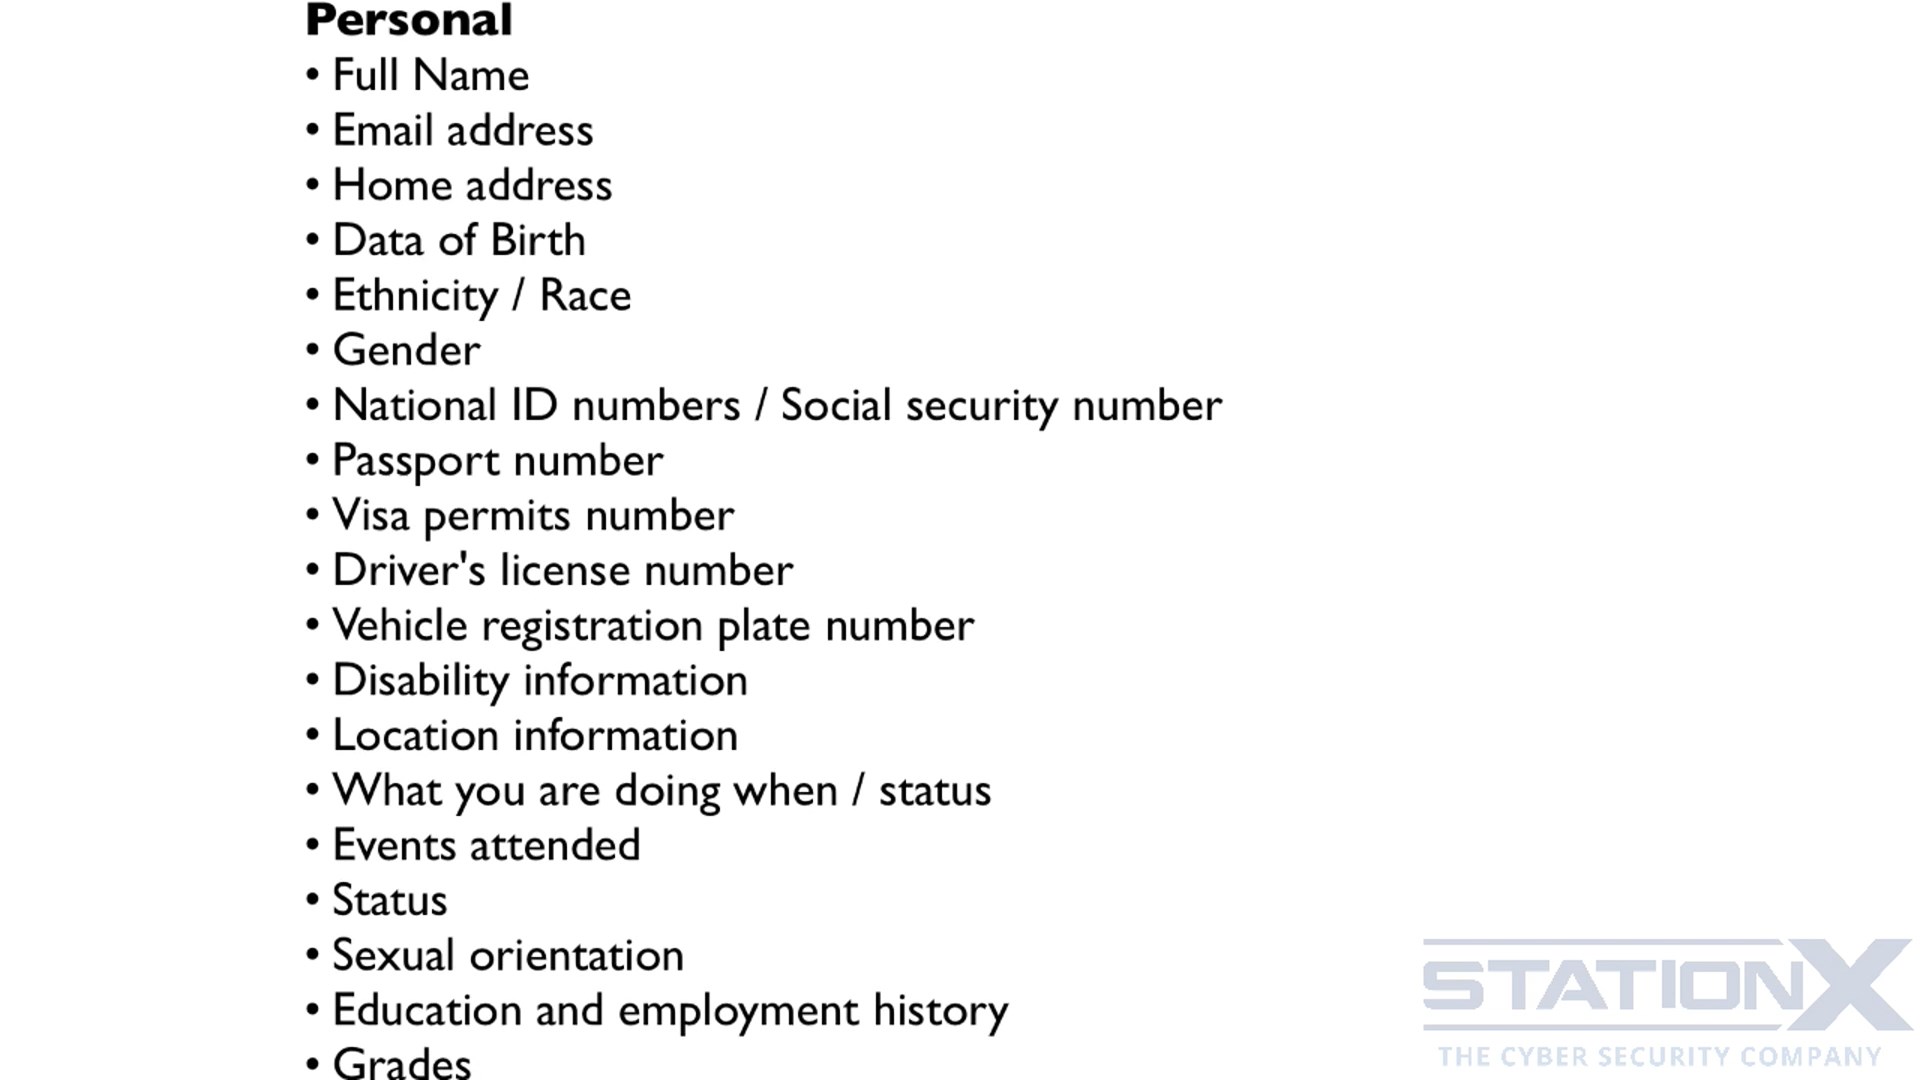 Personal
• Full Name
• Email address
• Home address
• Data of Birth
• Ethnicity / Race
• Gender
• National ID numbers / Social security number
• Passport number
• Visa permits number
• Driver's license number
• Vehicle registration plate number
• Disability information
• Location information
• What you are doing when / status
• Events attended
• Status
• Sexual orientation
• Education and employment history
• Grades
STATIONX
THE CYBER SECURITY COMPANY